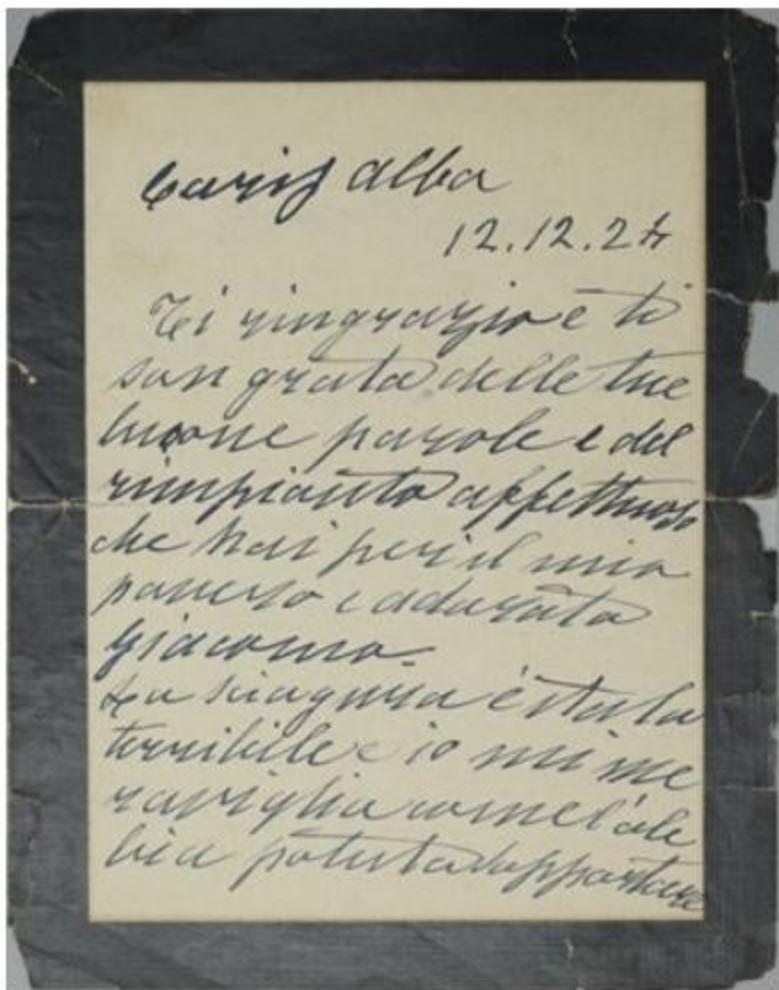 Cariss Alba
12.12.24
Ti ringrazio e ti
son grata delle tue
buone parole e del
rimpianto affettuoso
che hai per il mio
povero e adorato
Giacomo.
La sciagura è stata
terribile e io mi me
raviglio come l'ab
bia potuta sopportare